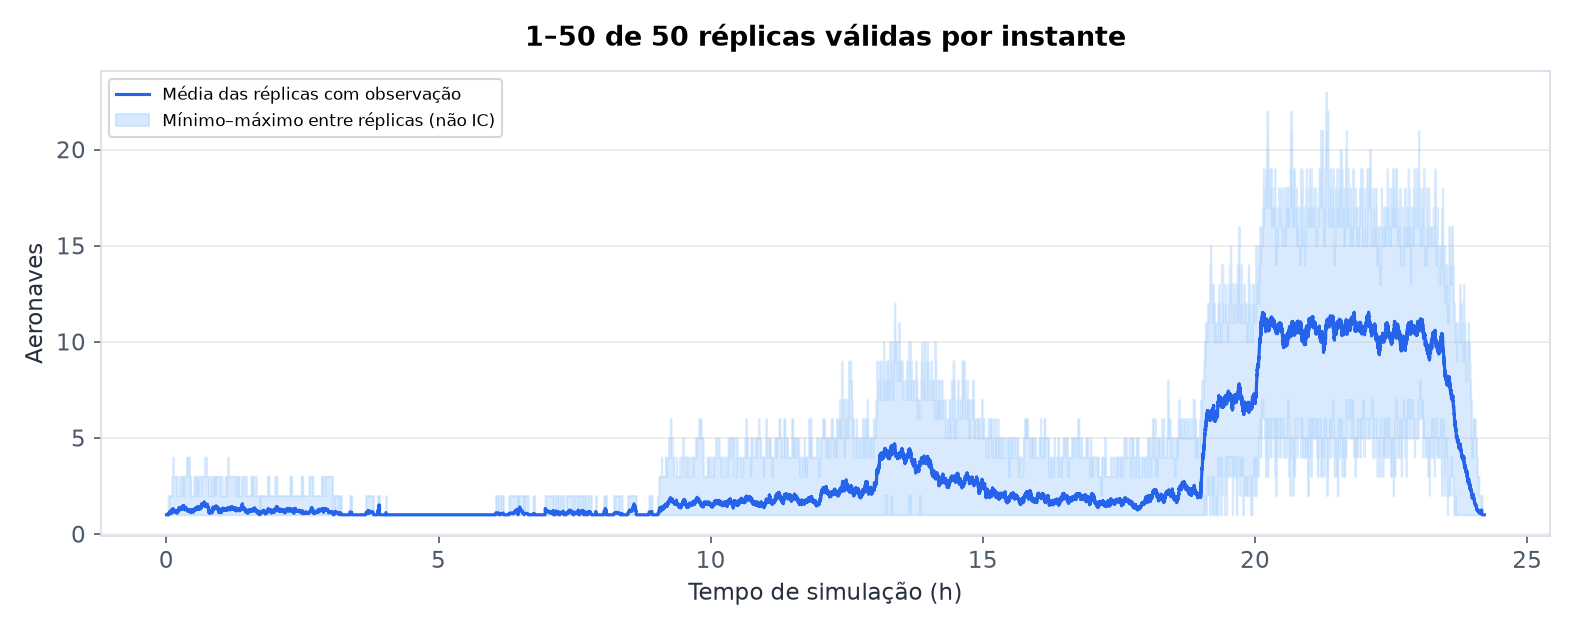 1–50 de 50 réplicas válidas por instante
Média das réplicas com observação
Mínimo–máximo entre réplicas (não IC)
Aeronaves
20
15
10
5
0
0 5 10 15 20 25
Tempo de simulação (h)